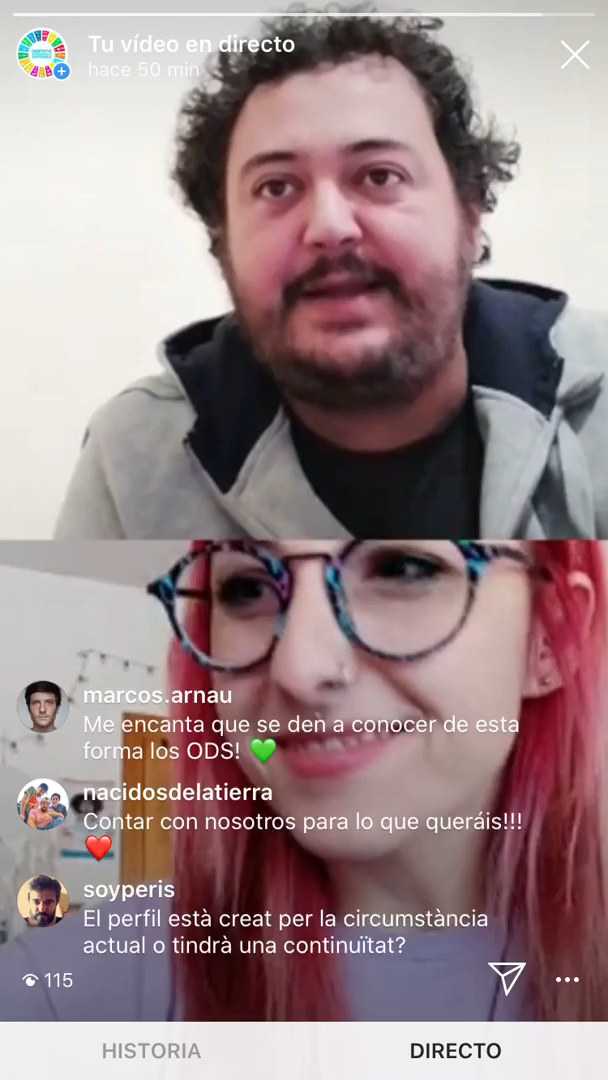 Tu vídeo en directo
hace 50 min
marcos.arnau
Me encanta que se den a conocer de esta
forma los ODS! 💚
nacidosdelatierra
Contar con nosotros para lo que queráis!!!
❤️
soyperis
El perfil està creat per la circumstància
actual o tindrà una continuïtat?
115
HISTORIA
DIRECTO